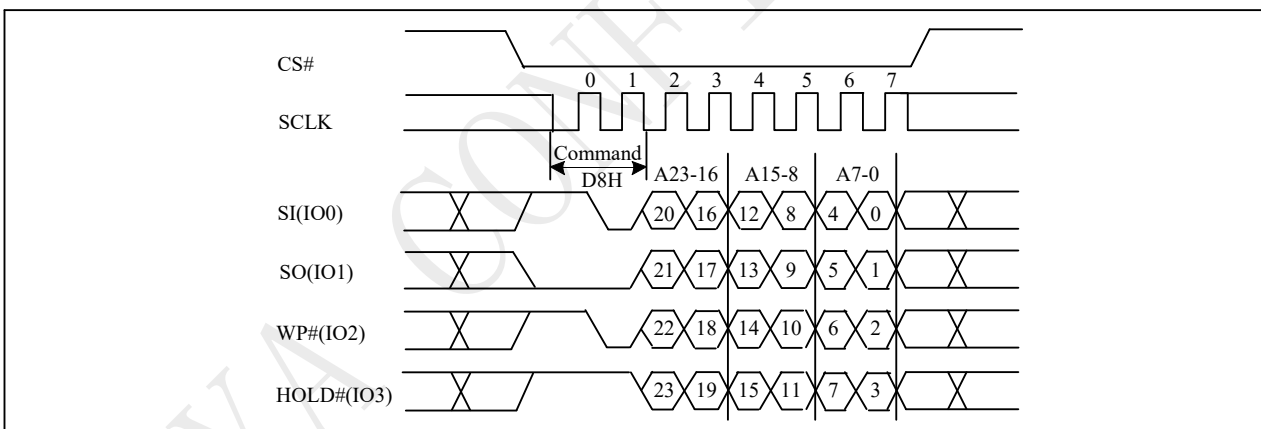 CS#
0 1 2 3 4 5 6 7
SCLK
Command
D8H
A23-16 A15-8 A7-0
SI(IO0) 20 16 12 8 4 0
SO(IO1) 21 17 13 9 5 1
WP#(IO2) 22 18 14 10 6 2
HOLD#(IO3) 23 19 15 11 7 3